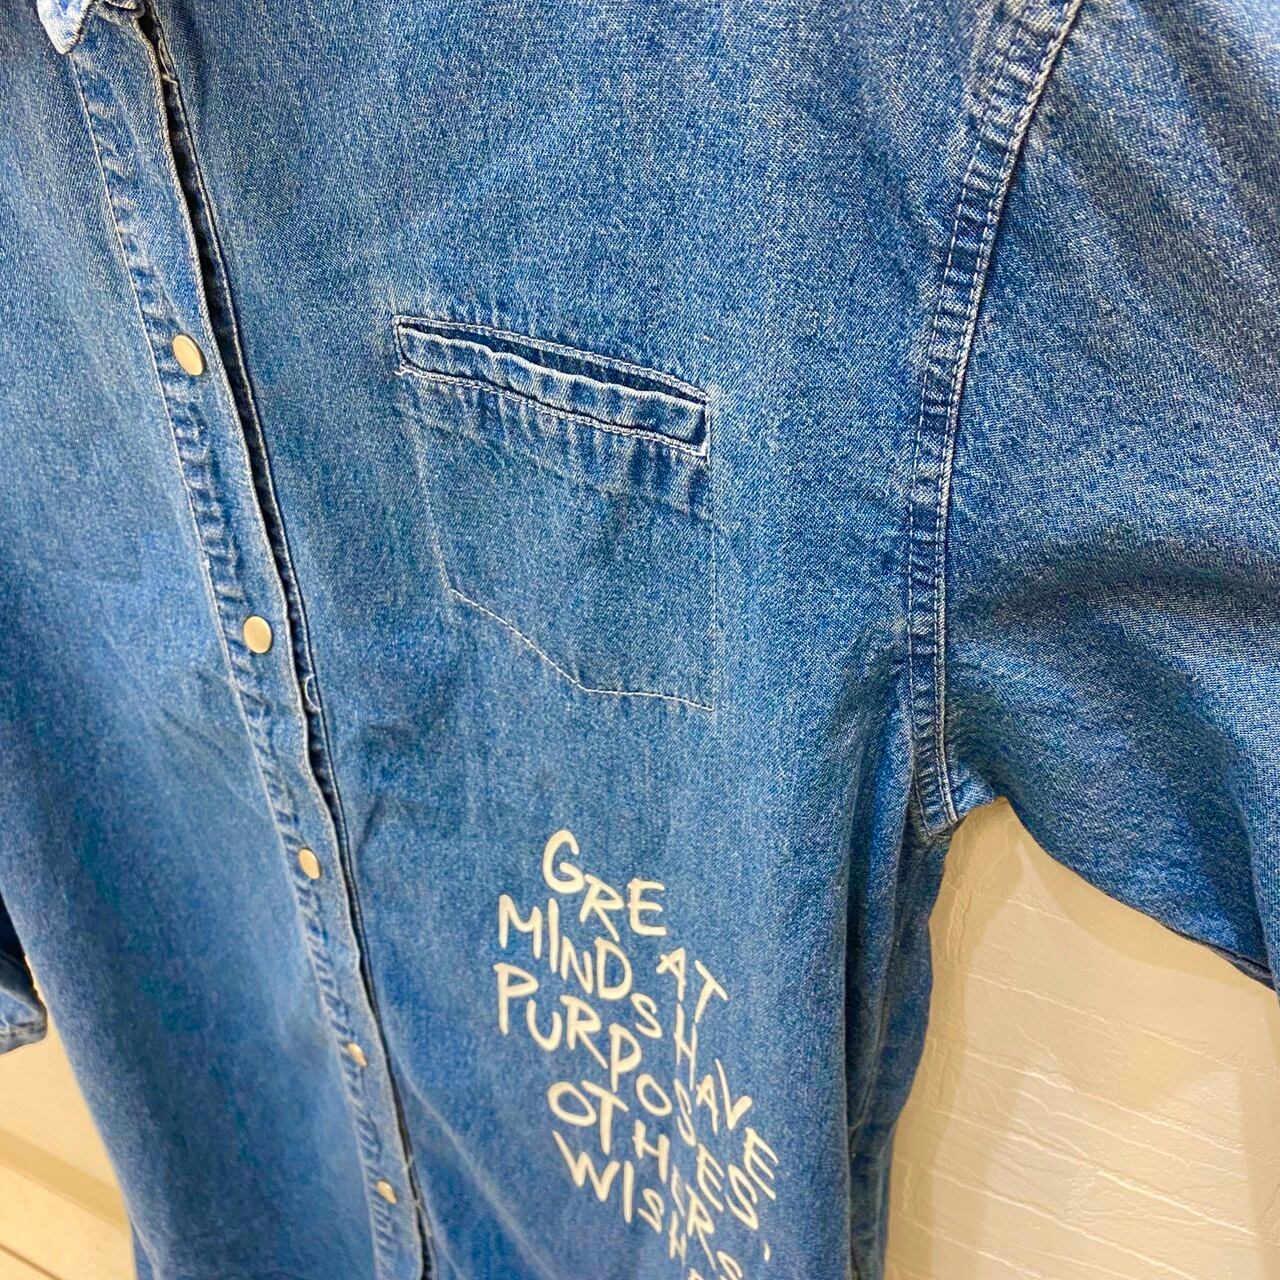 GREAT
MINDS HAVE
PURPOSES,
OTHERS
WISH